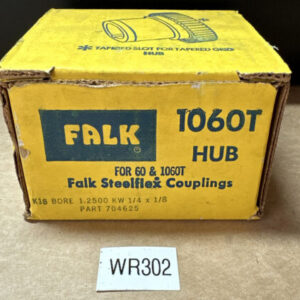 * TAPERED SLOT FOR TAPERED GRID
HUB
FALK
1060T
HUB
FOR 60 & 1060T
Falk Steelflex Couplings
K18 BORE 1.2500 KW 1/4 x 1/8
PART 704625
WR302